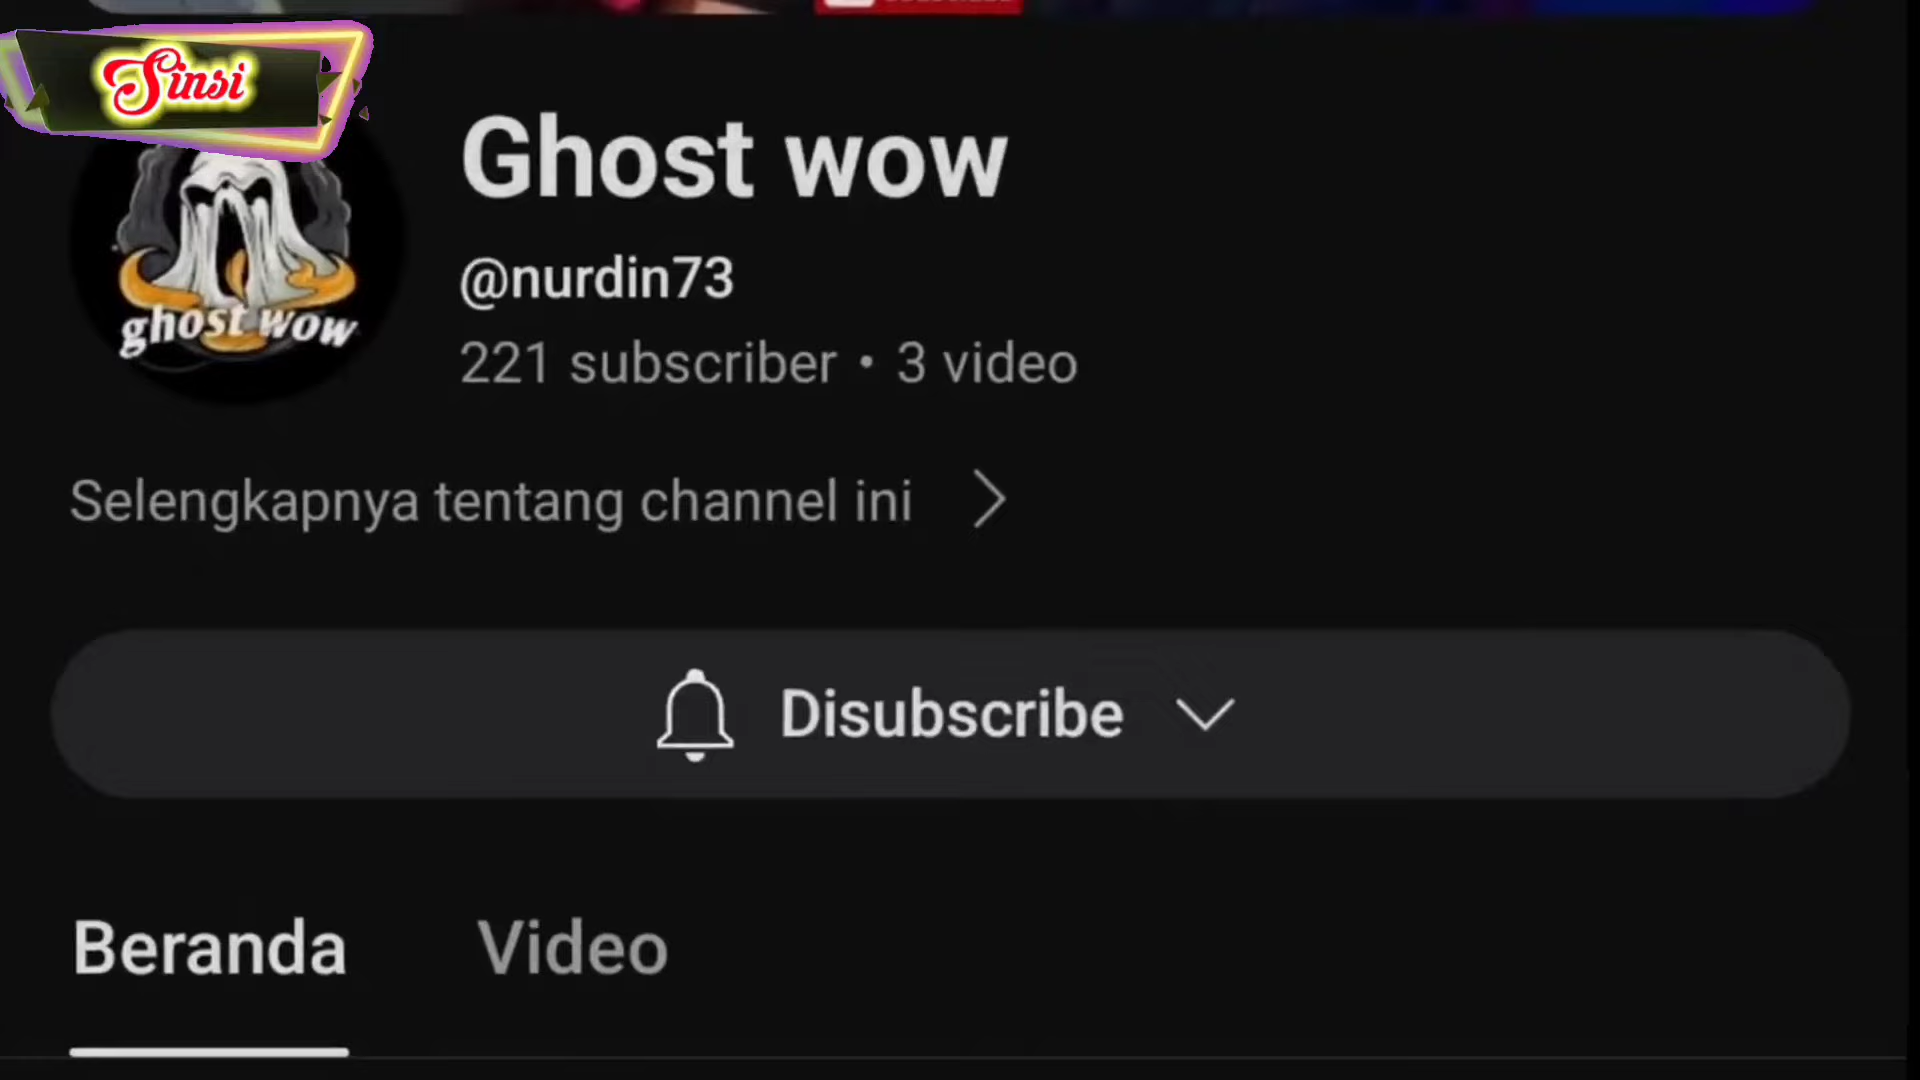 Sinsi
Ghost wow
ghost wow
@nurdin73
221 subscriber • 3 video
Selengkapnya tentang channel ini
Disubscribe
Beranda Video